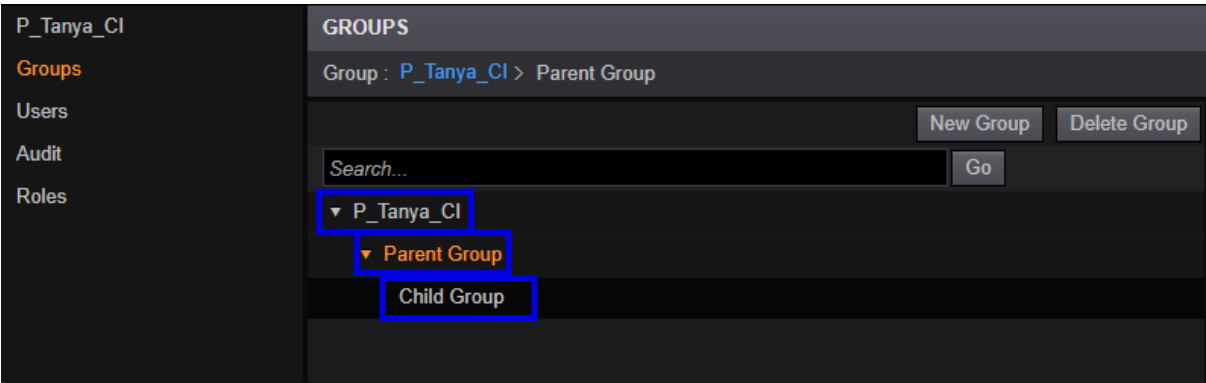 P_Tanya_CI
Groups
Users
Audit
Roles
GROUPS
Group : P_Tanya_CI > Parent Group
New Group Delete Group
Search... Go
▾ P_Tanya_CI
▾ Parent Group
Child Group